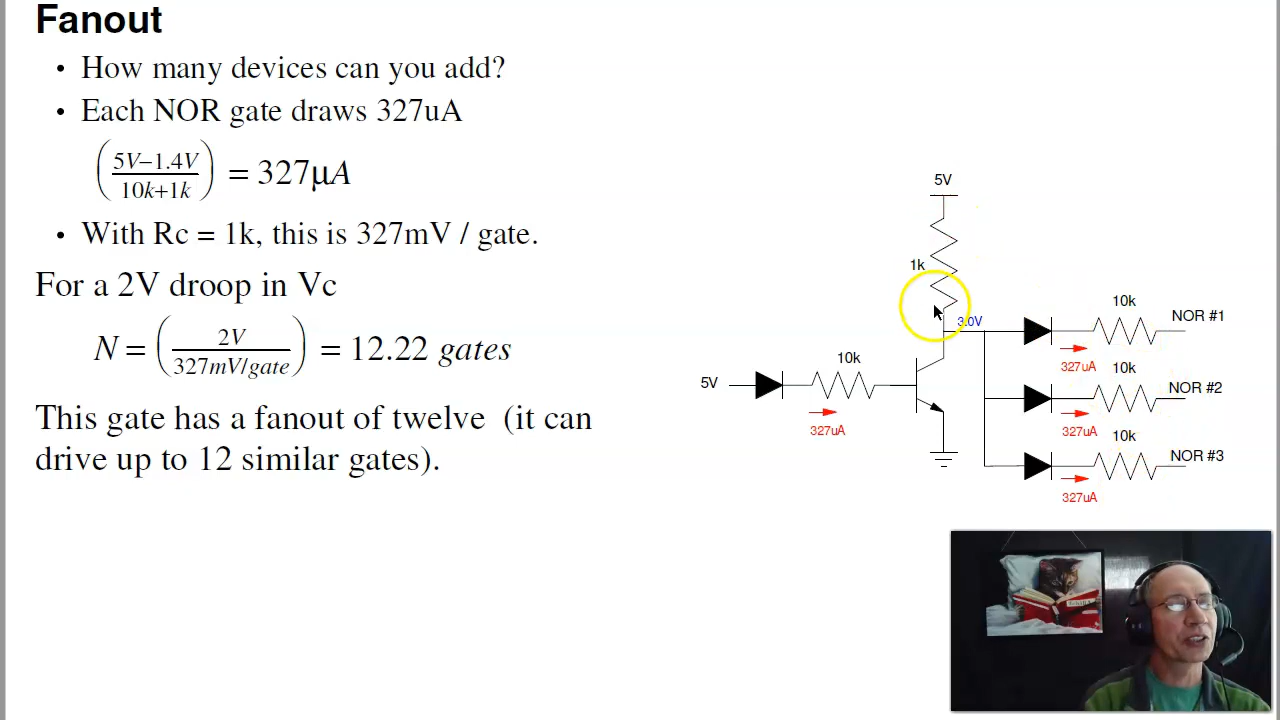 Fanout
• How many devices can you add?
• Each NOR gate draws 327uA
(5V−1.4V / 10k+1k) = 327µA
• With Rc = 1k, this is 327mV / gate.
For a 2V droop in Vc
N = (2V / 327mV/gate) = 12.22 gates
This gate has a fanout of twelve (it can
drive up to 12 similar gates).
5V
1k
3.0V
10k
NOR #1
327uA
5V
10k
327uA
10k
NOR #2
327uA
10k
NOR #3
327uA